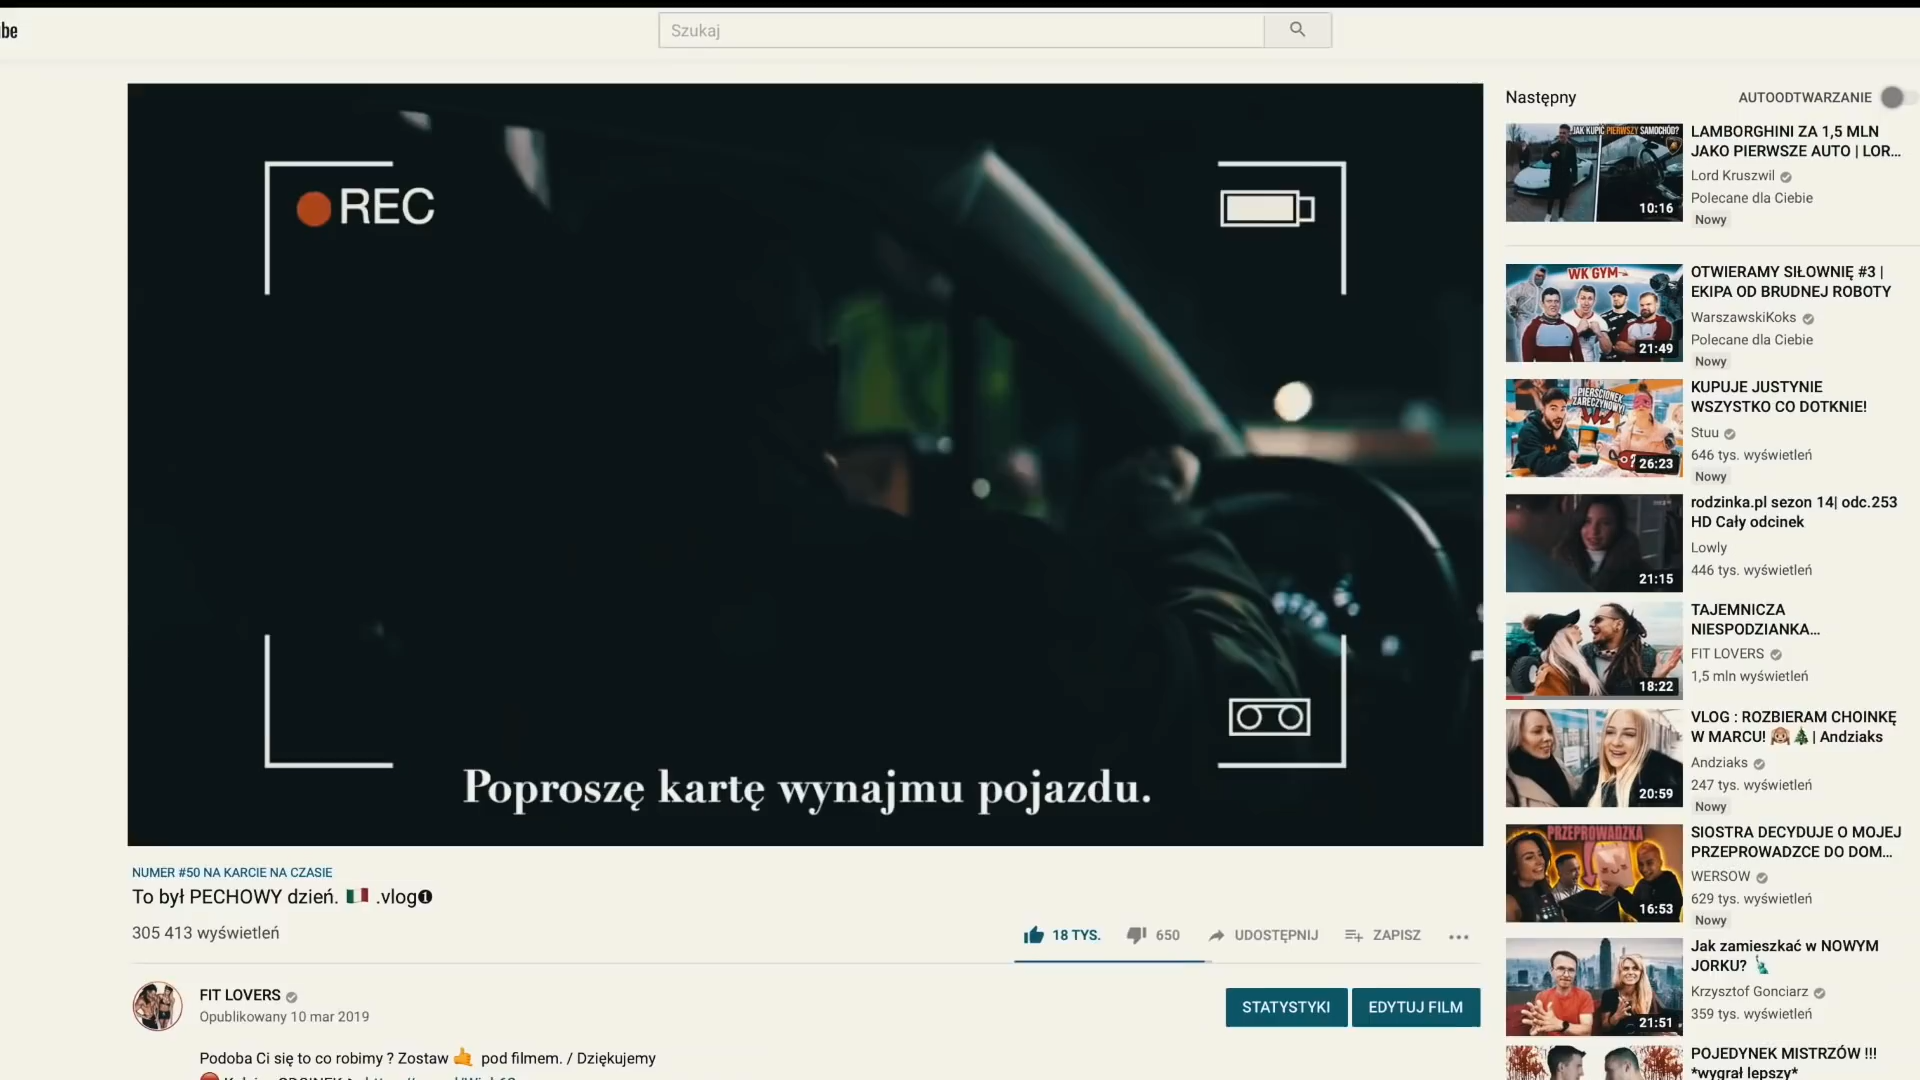 be
Szukaj
REC
Poproszę kartę wynajmu pojazdu.
NUMER #50 NA KARCIE NA CZASIE
To był PECHOWY dzień. 🇮🇹 .vlog❶
305 413 wyświetleń
18 TYS.
650
UDOSTĘPNIJ
ZAPISZ
FIT LOVERS
Opublikowany 10 mar 2019
STATYSTYKI
EDYTUJ FILM
Podoba Ci się to co robimy ? Zostaw 🤙 pod filmem. / Dziękujemy
Następny
AUTOODTWARZANIE
JAK KUPIĆ PIERWSZY SAMOCHÓD?
10:16
LAMBORGHINI ZA 1,5 MLN
JAKO PIERWSZE AUTO | LOR...
Lord Kruszwil
Polecane dla Ciebie
Nowy
WK GYM
21:49
OTWIERAMY SIŁOWNIĘ #3 |
EKIPA OD BRUDNEJ ROBOTY
WarszawskiKoks
Polecane dla Ciebie
Nowy
PIERŚCIONEK
ZARĘCZYNOWY!
26:23
KUPUJE JUSTYNIE
WSZYSTKO CO DOTKNIE!
Stuu
646 tys. wyświetleń
Nowy
21:15
rodzinka.pl sezon 14| odc.253
HD Cały odcinek
Lowly
446 tys. wyświetleń
18:22
TAJEMNICZA
NIESPODZIANKA...
FIT LOVERS
1,5 mln wyświetleń
20:59
VLOG : ROZBIERAM CHOINKĘ
W MARCU! 🙉🎄 | Andziaks
Andziaks
247 tys. wyświetleń
Nowy
PRZEPROWADZKA
16:53
SIOSTRA DECYDUJE O MOJEJ
PRZEPROWADZCE DO DOM...
WERSOW
629 tys. wyświetleń
Nowy
21:51
Jak zamieszkać w NOWYM
JORKU? 🗽
Krzysztof Gonciarz
359 tys. wyświetleń
POJEDYNEK MISTRZÓW !!!
*wygrał lepszy*